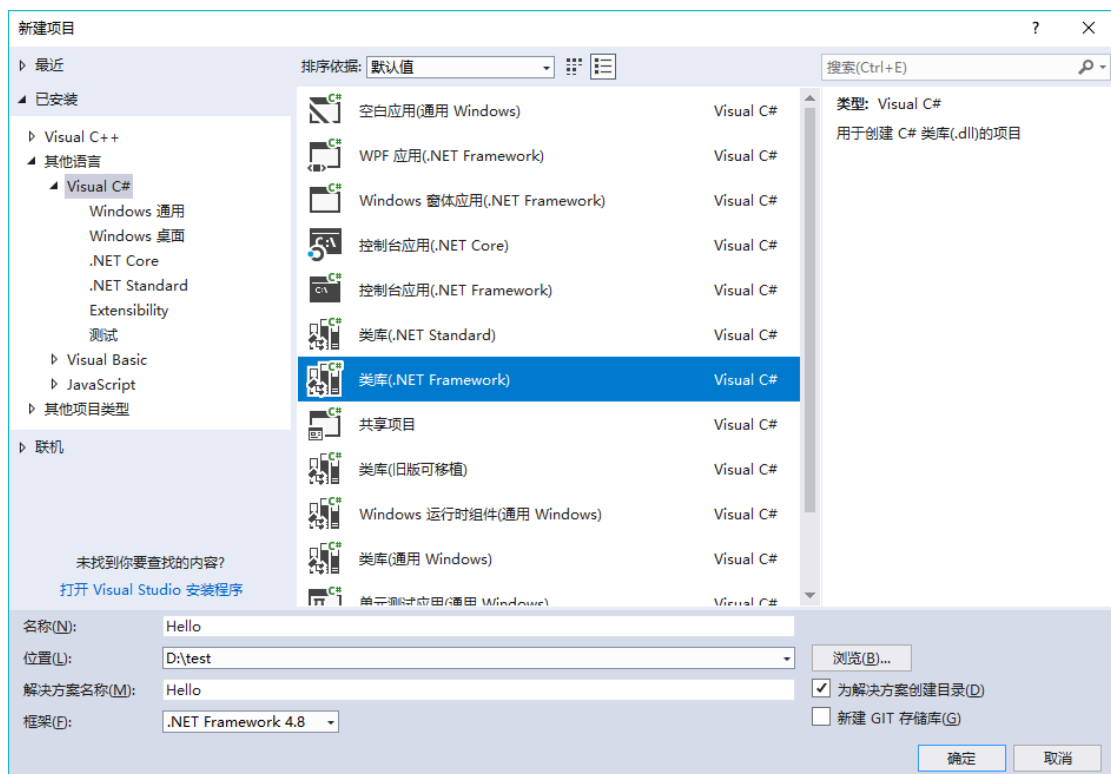 新建项目
?
最近
已安装
Visual C++
其他语言
Visual C#
Windows 通用
Windows 桌面
.NET Core
.NET Standard
Extensibility
测试
Visual Basic
JavaScript
其他项目类型
联机
未找到你要查找的内容?
打开 Visual Studio 安装程序
排序依据: 默认值
空白应用(通用 Windows) Visual C#
WPF 应用(.NET Framework) Visual C#
Windows 窗体应用(.NET Framework) Visual C#
控制台应用(.NET Core) Visual C#
控制台应用(.NET Framework) Visual C#
类库(.NET Standard) Visual C#
类库(.NET Framework) Visual C#
共享项目 Visual C#
类库(旧版可移植) Visual C#
Windows 运行时组件(通用 Windows) Visual C#
类库(通用 Windows) Visual C#
单元测试应用(通用 Windows) Visual C#
搜索(Ctrl+E)
类型: Visual C#
用于创建 C# 类库(.dll)的项目
名称(N): Hello
位置(L): D:\test 浏览(B)...
解决方案名称(M): Hello 为解决方案创建目录(D)
框架(F): .NET Framework 4.8 新建 GIT 存储库(G)
确定 取消